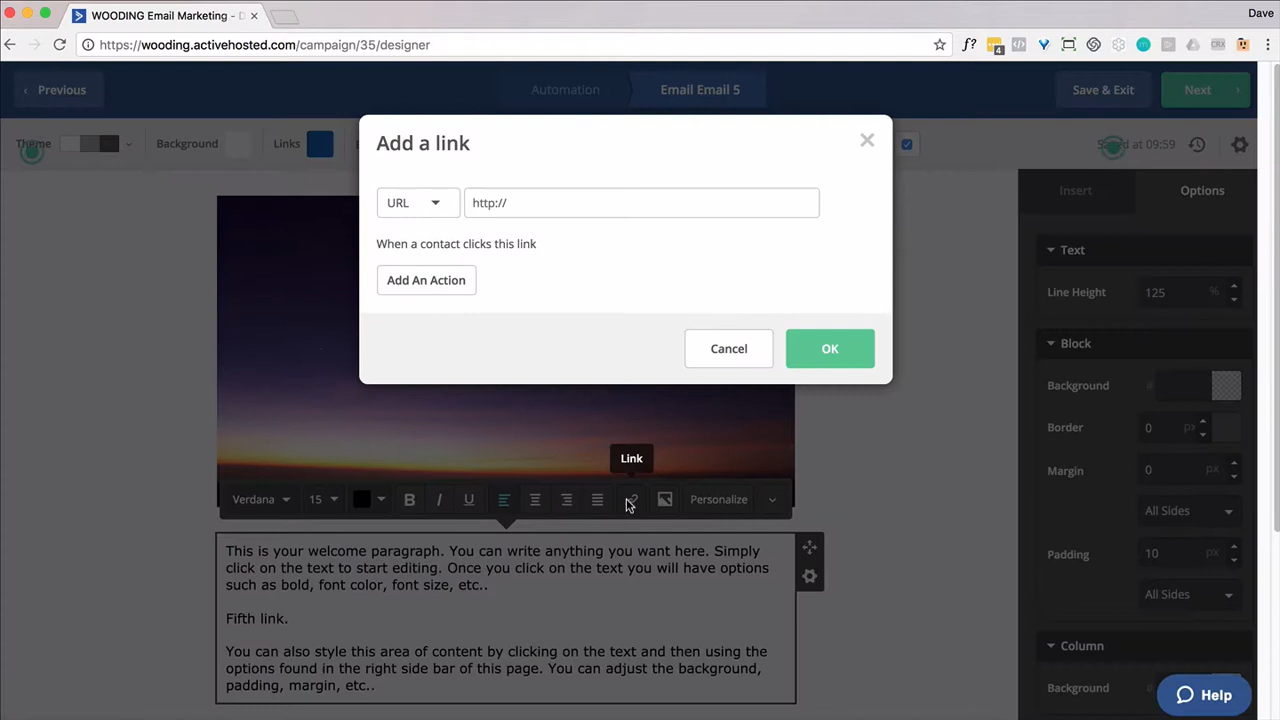 WOODING Email Marketing - D
Dave
https://wooding.activehosted.com/campaign/35/designer
f?
4
CRX
Previous
Automation
Email Email 5
Save & Exit
Next
Theme
Background
Links
Saved at 09:59
Add a link
URL
http://
When a contact clicks this link
Add An Action
Cancel
OK
Insert
Options
Text
Line Height
125
%
Block
Background
#
Border
0
px
Margin
0
px
All Sides
Padding
10
px
All Sides
Column
Background
#
Link
Verdana
15
B
I
U
Personalize
This is your welcome paragraph. You can write anything you want here. Simply
click on the text to start editing. Once you click on the text you will have options
such as bold, font color, font size, etc..
Fifth link.
You can also style this area of content by clicking on the text and then using the
options found in the right side bar of this page. You can adjust the background,
padding, margin, etc..
Help